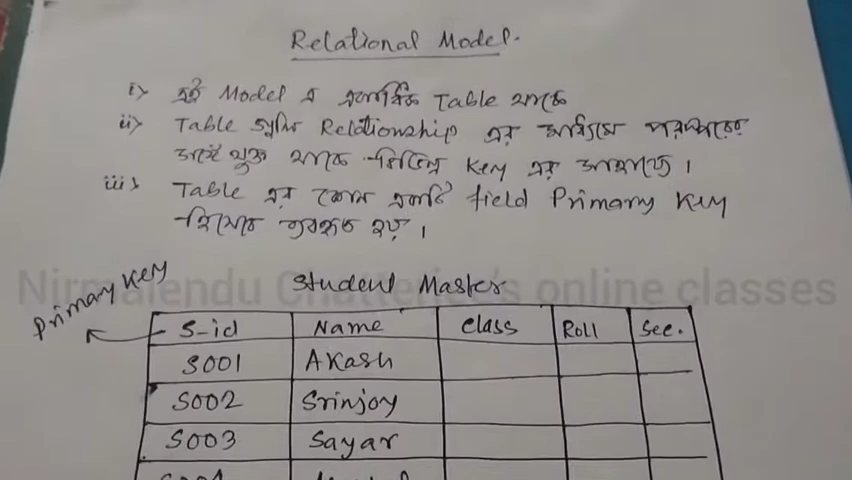 Relational Model.
i> এই Model এ একাধিক Table থাকে
ii> Table গুলি Relationship এর মাধ্যমে পরস্পরের
সাথে যুক্ত থাকে বিভিন্ন Key এর সাহায্যে।
iii> Table এর কোন একটি field Primary Key
হিসেবে ব্যবহৃত হয়।
Nirmalendu Chatterjee's online classes
Student Master
Primary Key
S-id Name Class Roll Sec.
S001 Akash
S002 Srinjoy
S003 Sayar